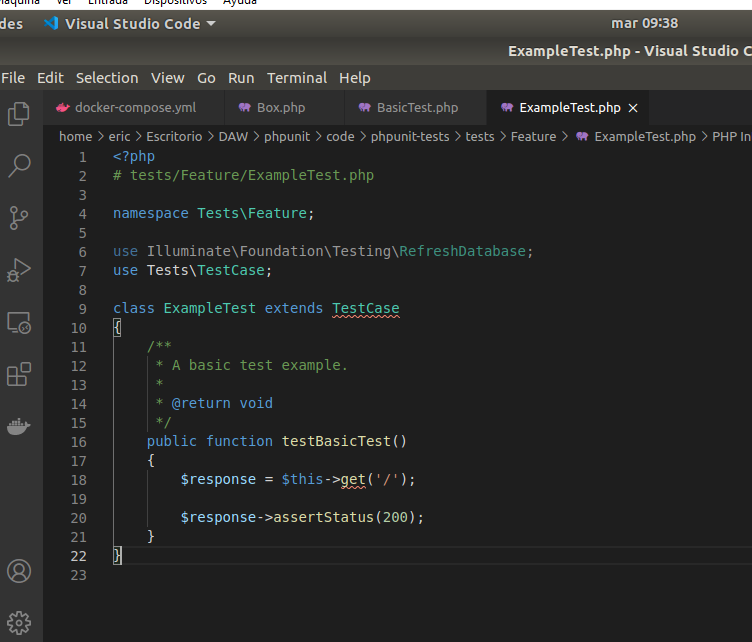 Máquina Ver Entrada Dispositivos Ayuda
des Visual Studio Code mar 09:38
ExampleTest.php - Visual Studio C
File Edit Selection View Go Run Terminal Help
docker-compose.yml Box.php BasicTest.php ExampleTest.php
home > eric > Escritorio > DAW > phpunit > code > phpunit-tests > tests > Feature > ExampleTest.php > PHP In
1 <?php
2 # tests/Feature/ExampleTest.php
3
4 namespace Tests\Feature;
5
6 use Illuminate\Foundation\Testing\RefreshDatabase;
7 use Tests\TestCase;
8
9 class ExampleTest extends TestCase
10 {
11 /**
12 * A basic test example.
13 *
14 * @return void
15 */
16 public function testBasicTest()
17 {
18 $response = $this->get('/');
19
20 $response->assertStatus(200);
21 }
22 }
23